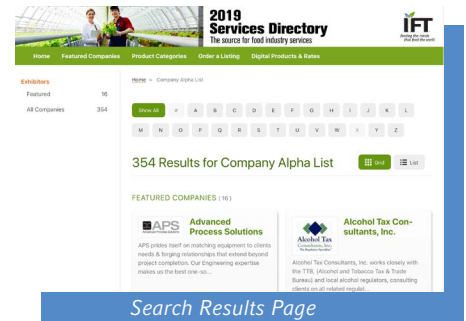 2019
Services Directory
The source for food industry services
IFT
feeding the minds
that feed the world
Home Featured Companies Product Categories Order a Listing Digital Products & Rates
Exhibitors
Featured 16
All Companies 354
Home > Company Alpha List
Show All # A B C D E F G H I J K L
M N O P Q R S T U V W X Y Z
354 Results for Company Alpha List
Grid List
FEATURED COMPANIES (16)
APS
Advanced Process Solutions
Advanced
Process Solutions
APS prides itself on matching equipment to clients
needs & forging relationships that extend beyond
project completion. Our Engineering expertise
makes us the best one-so...
Alcohol Tax
Consultants, Inc.
Alcohol Tax Con-
sultants, Inc.
Alcohol Tax Consultants, Inc. works closely with
the TTB, (Alcohol and Tobacco Tax & Trade
Bureau) and local alcohol regulators, consulting
clients on all related regulat...
Search Results Page